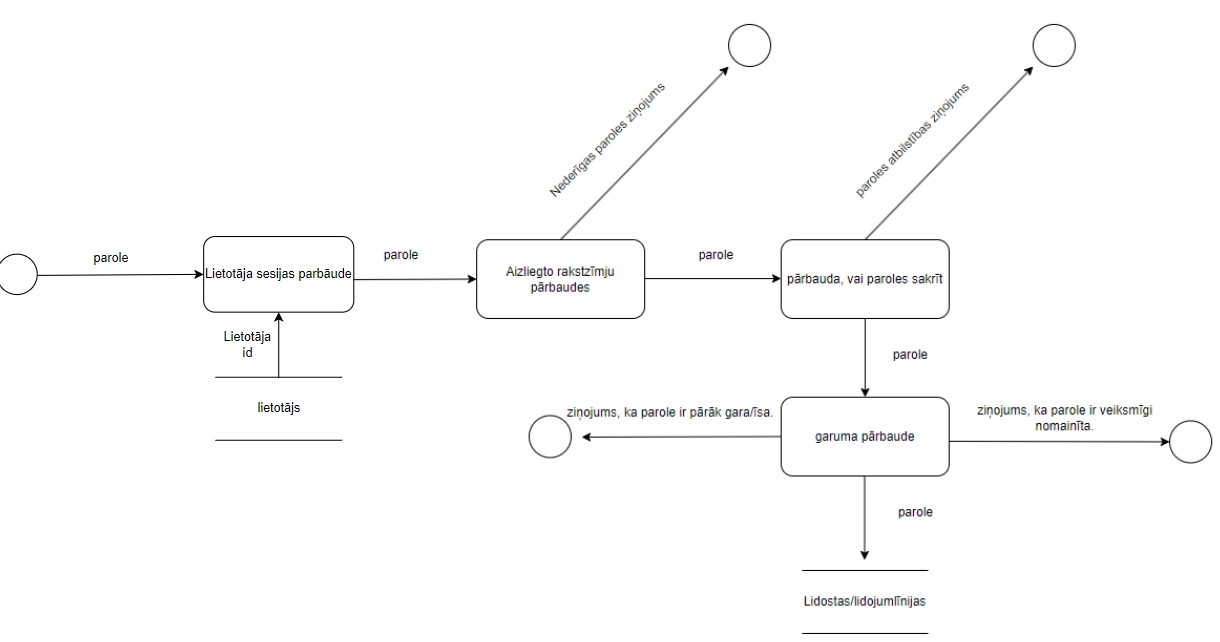 Nederīgas paroles ziņojums
paroles atbilstības ziņojums
parole
Lietotāja sesijas parbāude
parole
Aizliegto rakstzīmju
pārbaudes
parole
pārbauda, vai paroles sakrīt
Lietotāja
id
parole
lietotājs
ziņojums, ka parole ir pārāk gara/īsa.
garuma pārbaude
ziņojums, ka parole ir veiksmīgi
nomainīta.
parole
Lidostas/lidojumlīnijas